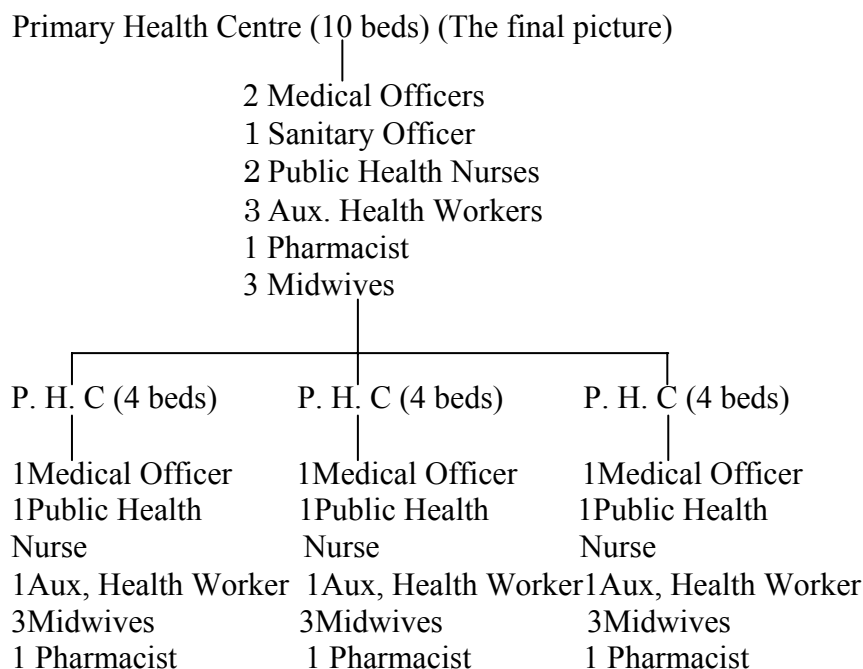 Primary Health Centre (10 beds) (The final picture)
2 Medical Officers
1 Sanitary Officer
2 Public Health Nurses
3 Aux. Health Workers
1 Pharmacist
3 Midwives
P. H. C (4 beds)
1Medical Officer
1Public Health
Nurse
1Aux, Health Worker
3Midwives
1 Pharmacist
P. H. C (4 beds)
1Medical Officer
1Public Health
Nurse
1Aux, Health Worker
3Midwives
1 Pharmacist
P. H. C (4 beds)
1Medical Officer
1Public Health
Nurse
1Aux, Health Worker
3Midwives
1 Pharmacist